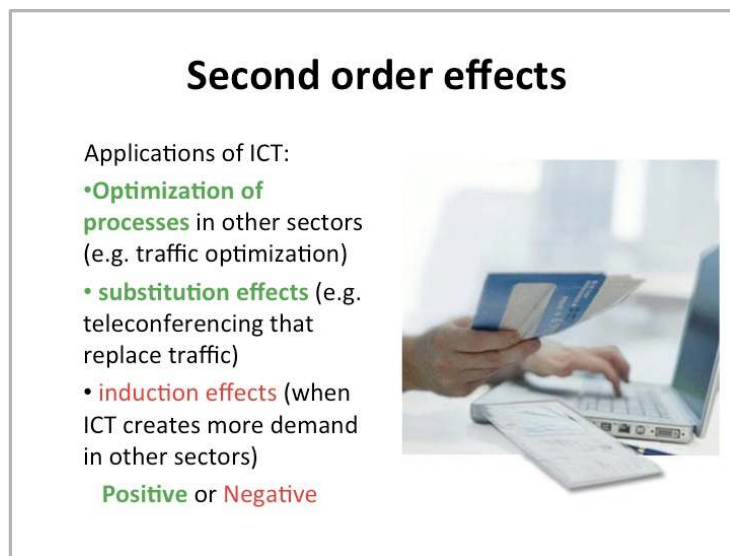 Second order effects
Applications of ICT:
•Optimization of
processes in other sectors
(e.g. traffic optimization)
• substitution effects (e.g.
teleconferencing that
replace traffic)
• induction effects (when
ICT creates more demand
in other sectors)
Positive or Negative